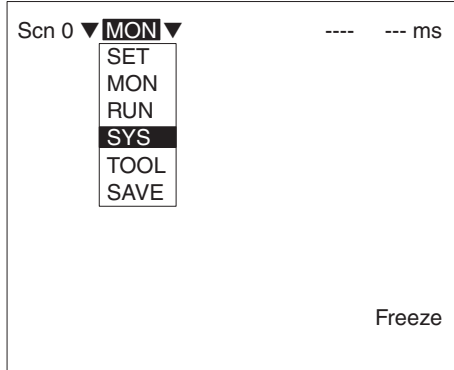 Scn 0 ▼ MON ▼ ---- --- ms
SET
MON
RUN
SYS
TOOL
SAVE
Freeze